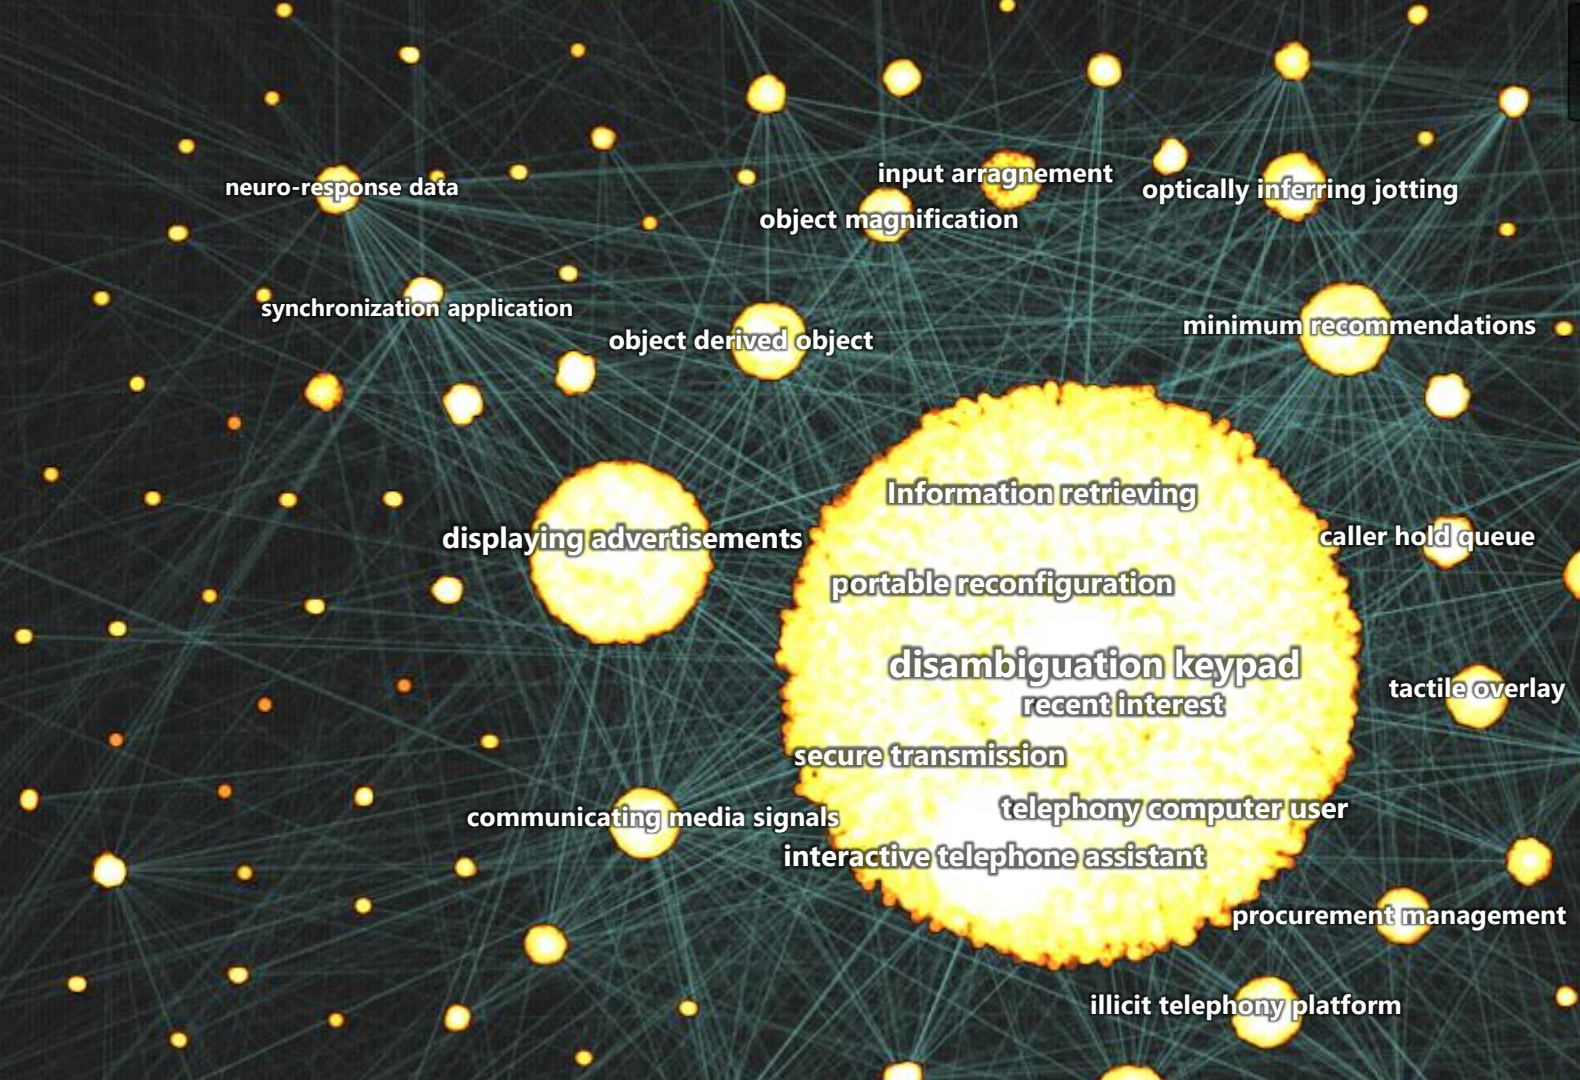 input arragnement
neuro-response data
optically inferring jotting
object magnification
synchronization application
minimum recommendations
object derived object
Information retrieving
caller hold queue
displaying advertisements
portable reconfiguration
disambiguation keypad
tactile overlay
recent interest
secure transmission
telephony computer user
communicating media signals
interactive telephone assistant
procurement management
illicit telephony platform